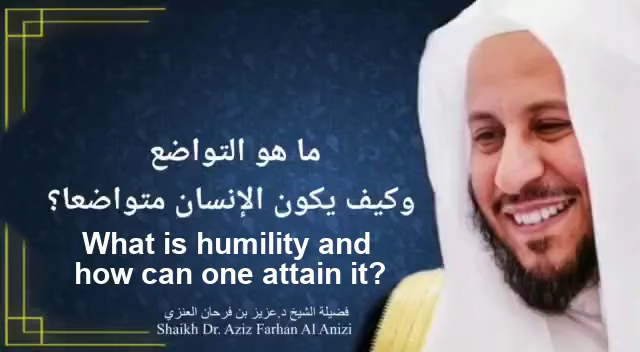 ما هو التواضع
وكيف يكون الإنسان متواضعا؟
What is humility and
how can one attain it?
فضيلة الشيخ د.عزيز بن فرحان العنزي
Shaikh Dr. Aziz Farhan Al Anizi